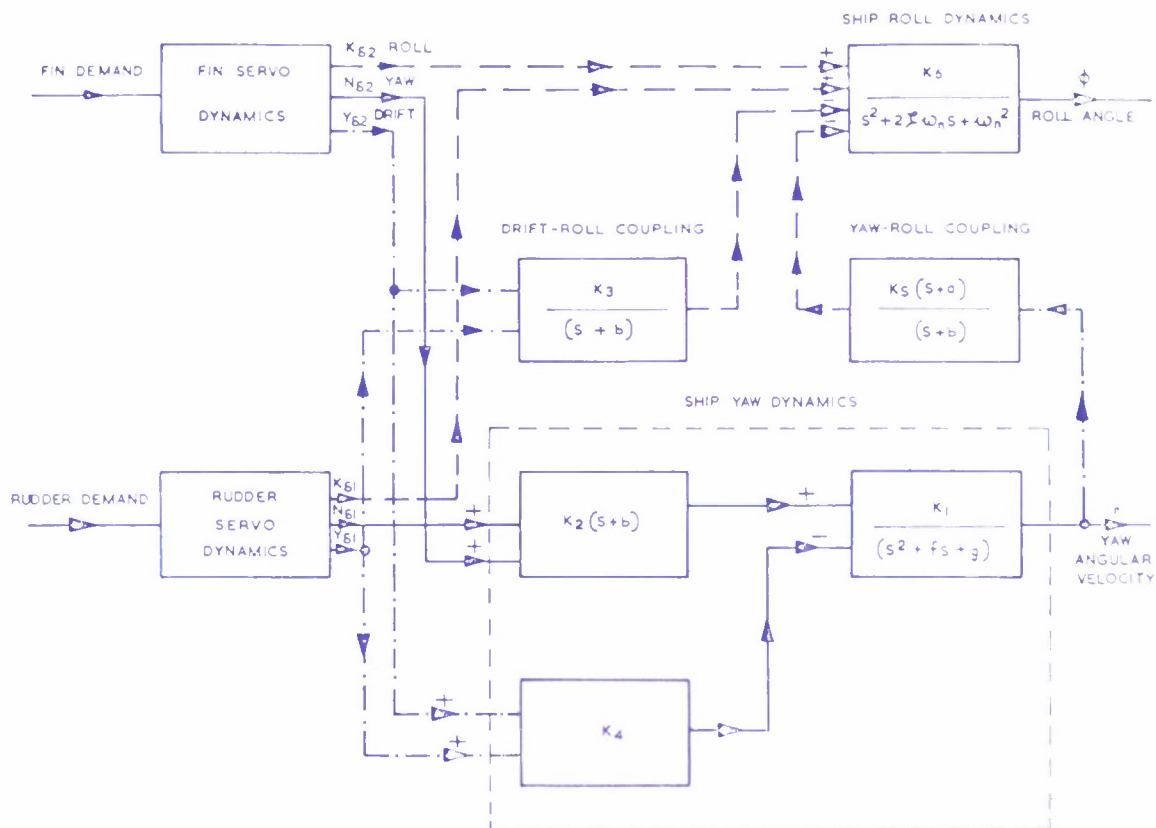 SHIP ROLL DYNAMICS
FIN DEMAND
FIN SERVO
DYNAMICS
Kδ2 ROLL
Nδ2 YAW
Yδ2 DRIFT
+
+
-
-
K6
s² + 2ζωₙs + ωₙ²
ϕ
ROLL ANGLE
DRIFT-ROLL COUPLING
K3
(s + b)
YAW-ROLL COUPLING
K5 (s+a)
(s+b)
SHIP YAW DYNAMICS
RUDDER DEMAND
RUDDER
SERVO
DYNAMICS
Kδ1
Nδ1
Yδ1
+
+
K2 (s+b)
+
-
K1
(s² + fs + g)
r
YAW
ANGULAR
VELOCITY
+
+
K4